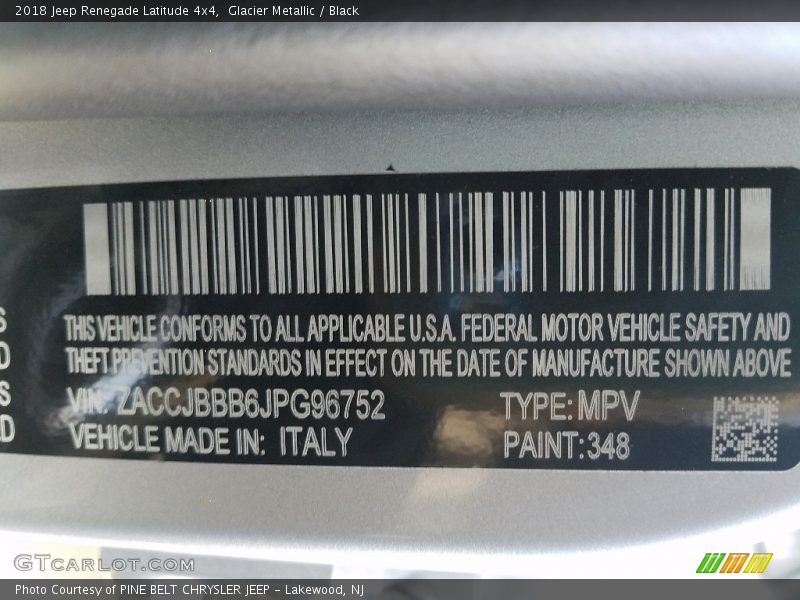 2018 Jeep Renegade Latitude 4x4, Glacier Metallic / Black
S
D
S
D
THIS VEHICLE CONFORMS TO ALL APPLICABLE U.S.A. FEDERAL MOTOR VEHICLE SAFETY AND
THEFT PREVENTION STANDARDS IN EFFECT ON THE DATE OF MANUFACTURE SHOWN ABOVE
VIN: ZACCJBBB6JPG96752 TYPE: MPV
VEHICLE MADE IN: ITALY PAINT: 348
GTcarlot.com
Photo Courtesy of PINE BELT CHRYSLER JEEP - Lakewood, NJ